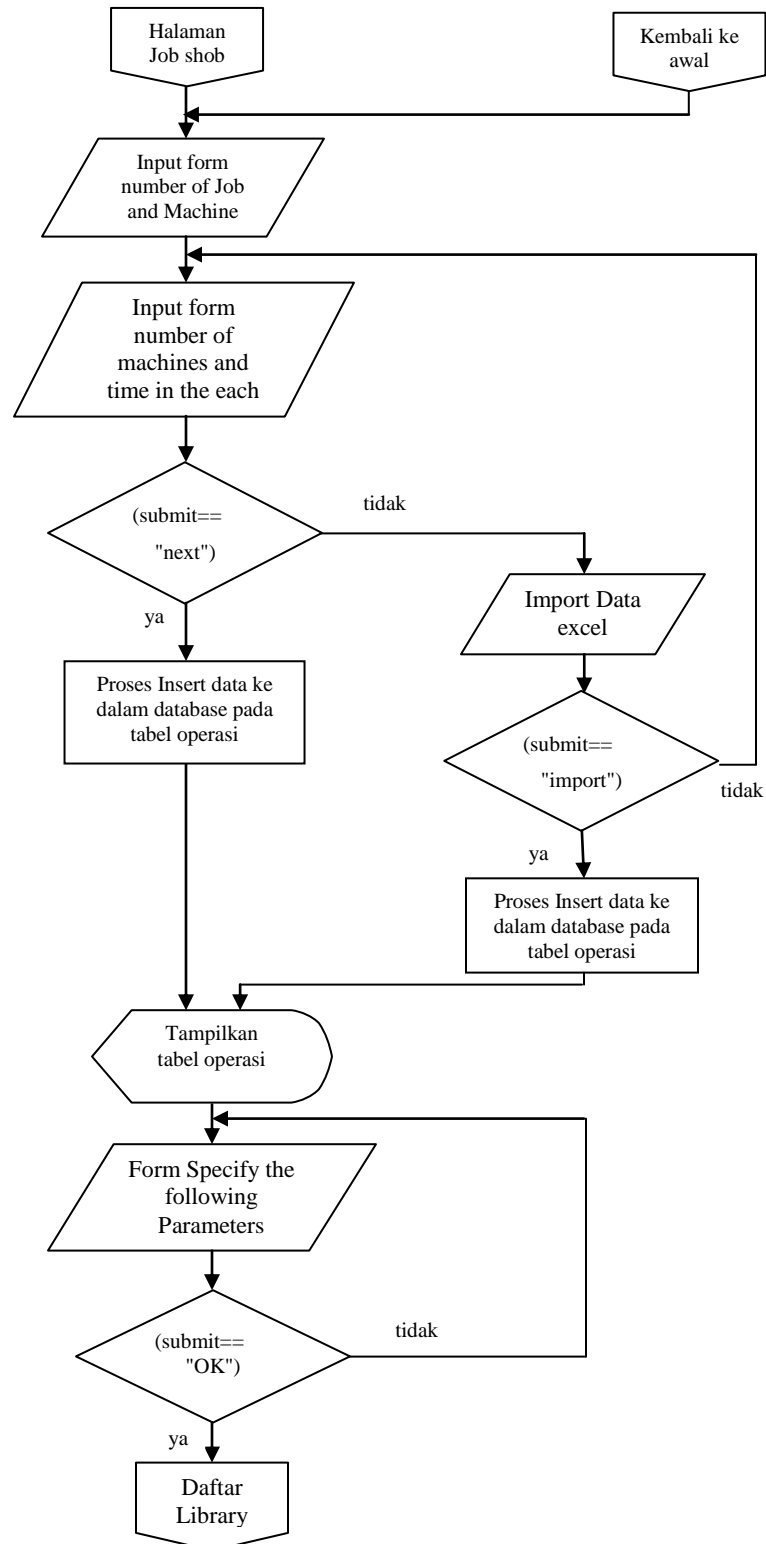 Halaman
Job shob
Kembali ke
awal
Input form
number of Job
and Machine
Input form
number of
machines and
time in the each
(submit==
"next")
tidak
ya
Import Data
excel
Proses Insert data ke
dalam database pada
tabel operasi
(submit==
"import")
tidak
ya
Proses Insert data ke
dalam database pada
tabel operasi
Tampilkan
tabel operasi
Form Specify the
following
Parameters
(submit==
"OK")
tidak
ya
Daftar
Library